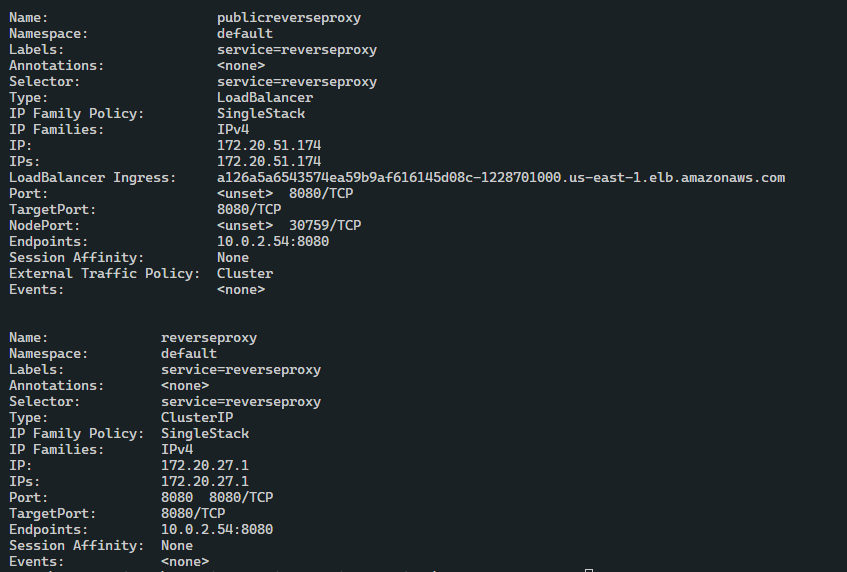 Name: publicreverseproxy
Namespace: default
Labels: service=reverseproxy
Annotations: <none>
Selector: service=reverseproxy
Type: LoadBalancer
IP Family Policy: SingleStack
IP Families: IPv4
IP: 172.20.51.174
IPs: 172.20.51.174
LoadBalancer Ingress: a126a5a6543574ea59b9af616145d08c-1228701000.us-east-1.elb.amazonaws.com
Port: <unset> 8080/TCP
TargetPort: 8080/TCP
NodePort: <unset> 30759/TCP
Endpoints: 10.0.2.54:8080
Session Affinity: None
External Traffic Policy: Cluster
Events: <none>
Name: reverseproxy
Namespace: default
Labels: service=reverseproxy
Annotations: <none>
Selector: service=reverseproxy
Type: ClusterIP
IP Family Policy: SingleStack
IP Families: IPv4
IP: 172.20.27.1
IPs: 172.20.27.1
Port: 8080 8080/TCP
TargetPort: 8080/TCP
Endpoints: 10.0.2.54:8080
Session Affinity: None
Events: <none>